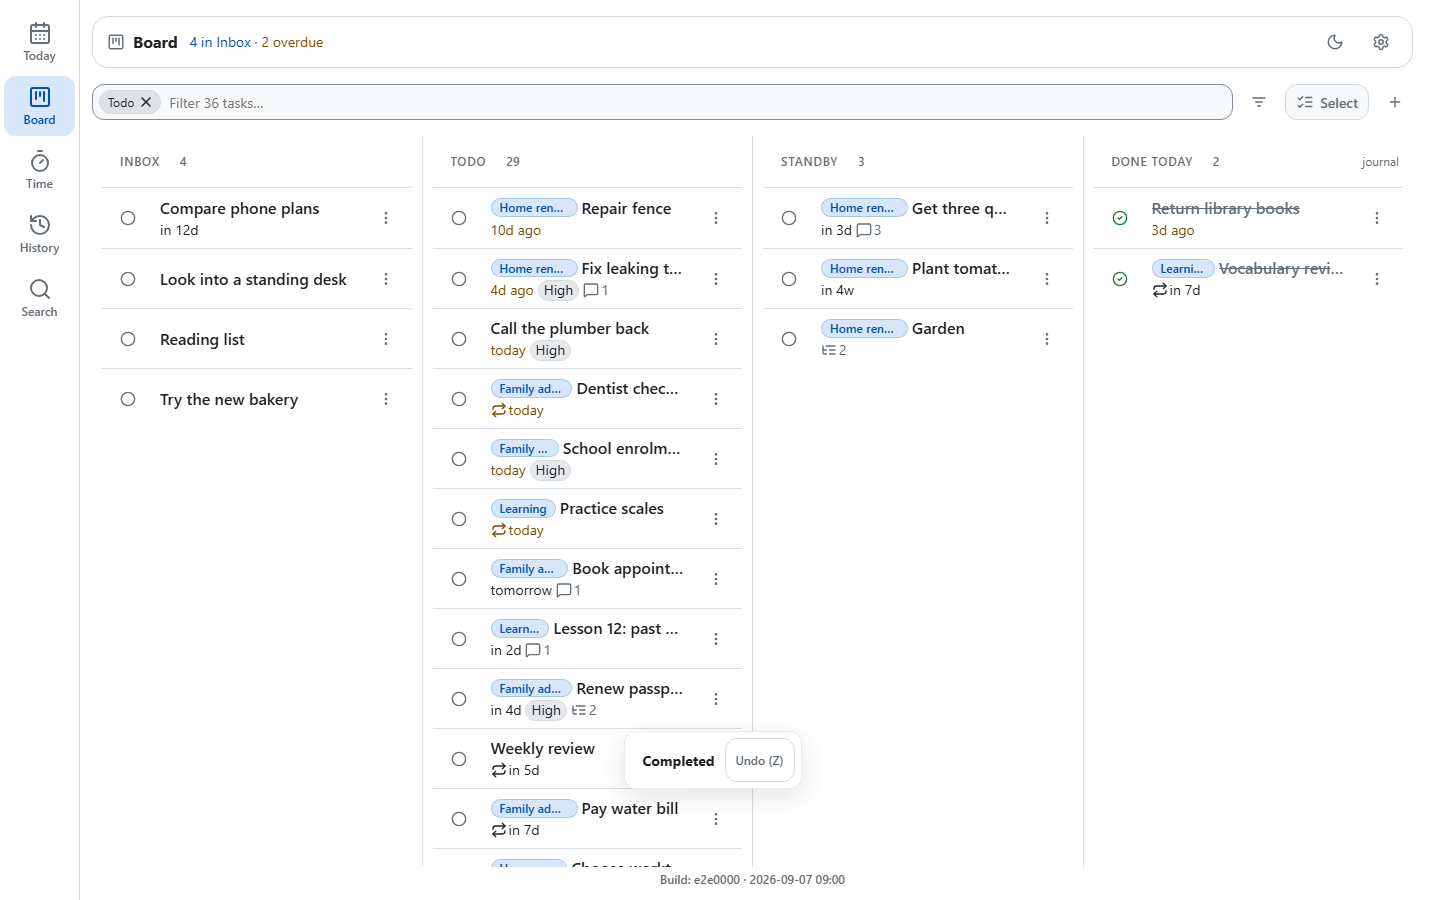 Today
Board
Time
History
Search
Board 4 in Inbox · 2 overdue
Todo Filter 36 tasks... Select
INBOX 4
Compare phone plans
in 12d
Look into a standing desk
Reading list
Try the new bakery
TODO 29
Home ren... Repair fence
10d ago
Home ren... Fix leaking t...
4d ago High 1
Call the plumber back
today High
Family ad... Dentist chec...
today
Family ... School enrolm...
today High
Learning Practice scales
today
Family a... Book appoint...
tomorrow 1
Learn... Lesson 12: past ...
in 2d 1
Family ad... Renew passp...
in 4d High 2
Weekly review
in 5d
Family ad... Pay water bill
in 7d
STANDBY 3
Home ren... Get three q...
in 3d 3
Home ren... Plant tomat...
in 4w
Home ren... Garden
2
DONE TODAY 2 journal
Return library books
3d ago
Learni... Vocabulary revi...
in 7d
Completed Undo (Z)
Build: e2e0000 · 2026-09-07 09:00